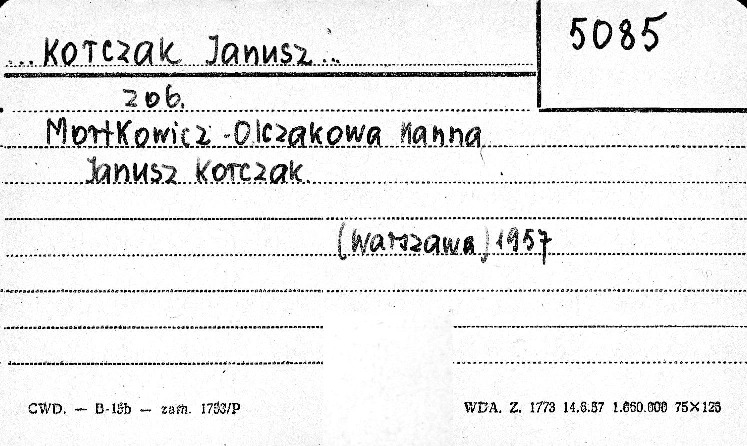 Korczak Janusz
5085
zob.
Mortkowicz-Olczakowa Hanna
Janusz Korczak
(Warszawa) 1957
CWD. — B-15b — zam. 1753/P
WDA. Z. 1773 14.6.57 1.660.000 75×125